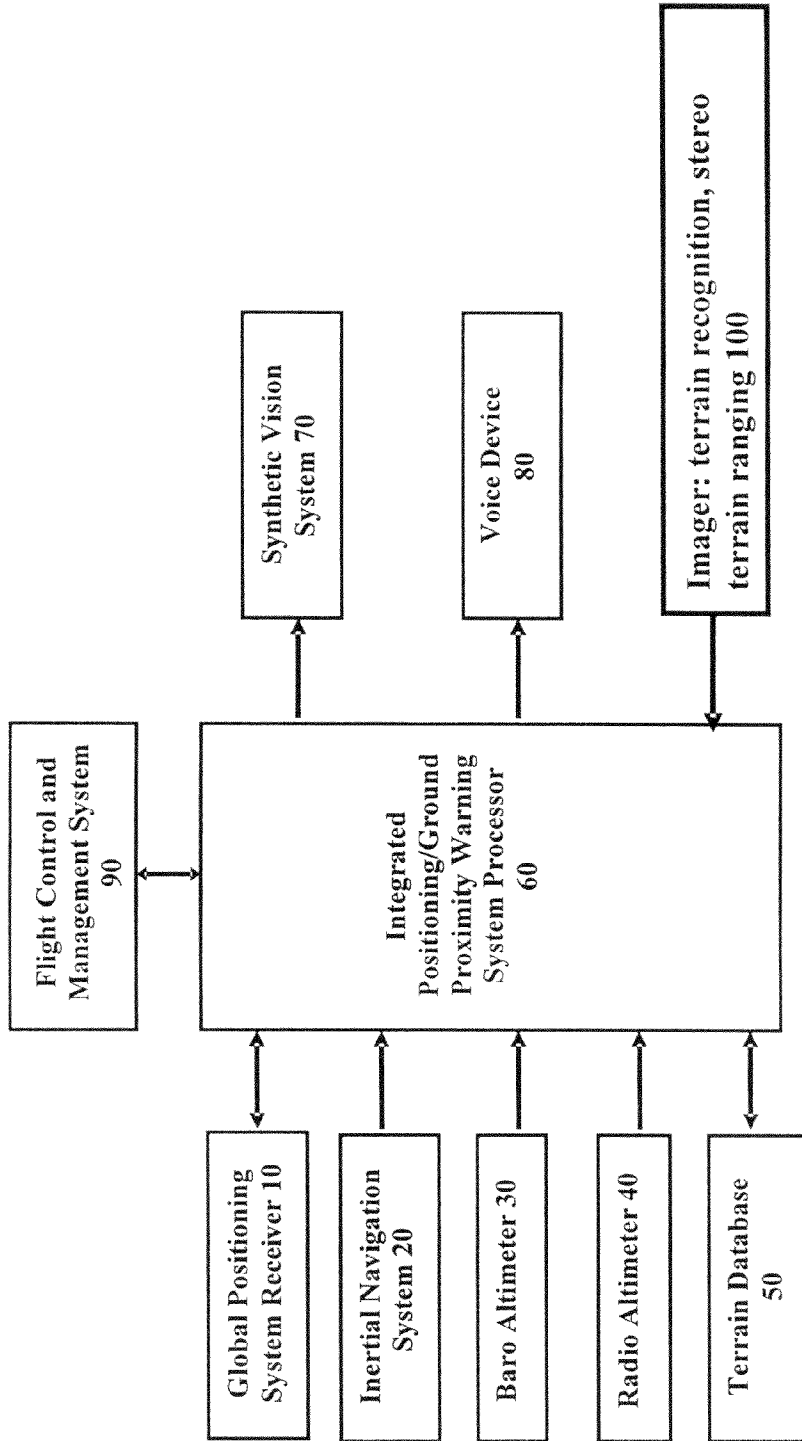 Flight Control and
Management System
90
Global Positioning
System Receiver 10
Inertial Navigation
System 20
Baro Altimeter 30
Radio Altimeter 40
Terrain Database
50
Integrated
Positioning/Ground
Proximity Warning
System Processor
60
Synthetic Vision
System 70
Voice Device
80
Imager: terrain recognition, stereo
terrain ranging 100